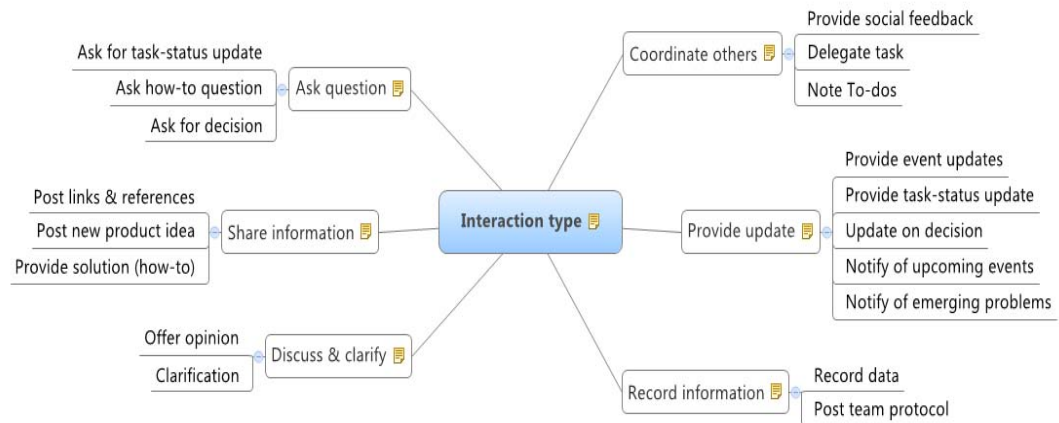 Interaction type
Ask question
Ask for task-status update
Ask how-to question
Ask for decision
Share information
Post links & references
Post new product idea
Provide solution (how-to)
Discuss & clarify
Offer opinion
Clarification
Coordinate others
Provide social feedback
Delegate task
Note To-dos
Provide update
Provide event updates
Provide task-status update
Update on decision
Notify of upcoming events
Notify of emerging problems
Record information
Record data
Post team protocol